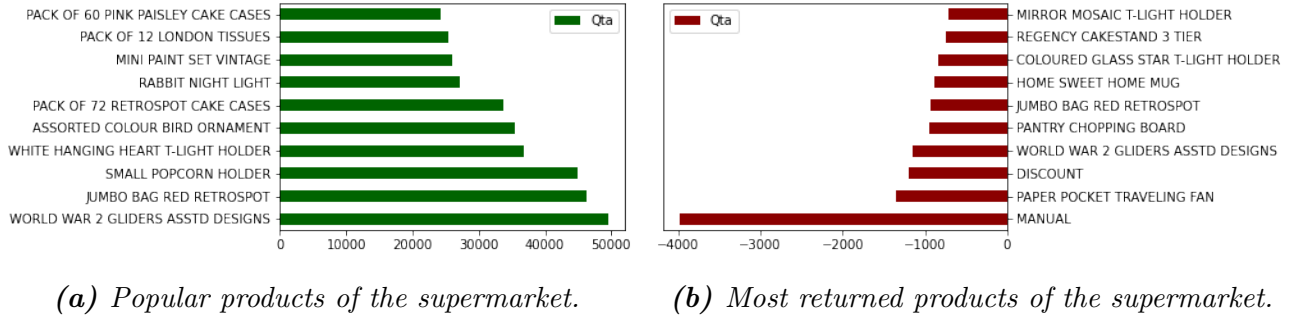 PACK OF 60 PINK PAISLEY CAKE CASES
PACK OF 12 LONDON TISSUES
MINI PAINT SET VINTAGE
RABBIT NIGHT LIGHT
PACK OF 72 RETROSPOT CAKE CASES
ASSORTED COLOUR BIRD ORNAMENT
WHITE HANGING HEART T-LIGHT HOLDER
SMALL POPCORN HOLDER
JUMBO BAG RED RETROSPOT
WORLD WAR 2 GLIDERS ASSTD DESIGNS
Qta
0 10000 20000 30000 40000 50000
(a) Popular products of the supermarket.
Qta
MIRROR MOSAIC T-LIGHT HOLDER
REGENCY CAKESTAND 3 TIER
COLOURED GLASS STAR T-LIGHT HOLDER
HOME SWEET HOME MUG
JUMBO BAG RED RETROSPOT
PANTRY CHOPPING BOARD
WORLD WAR 2 GLIDERS ASSTD DESIGNS
DISCOUNT
PAPER POCKET TRAVELING FAN
MANUAL
−4000 −3000 −2000 −1000 0
(b) Most returned products of the supermarket.